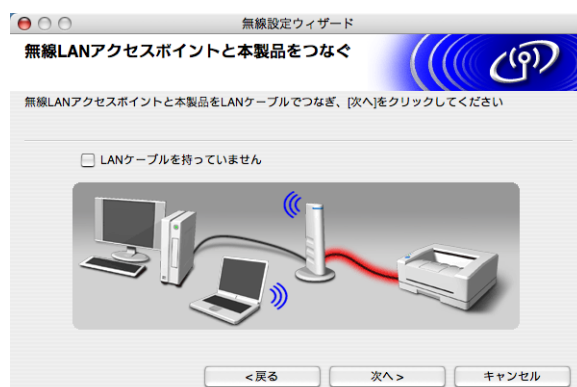 無線設定ウィザード
無線LANアクセスポイントと本製品をつなぐ
無線LANアクセスポイントと本製品をLANケーブルでつなぎ、[次へ]をクリックしてください
LANケーブルを持っていません
<戻る 次へ> キャンセル